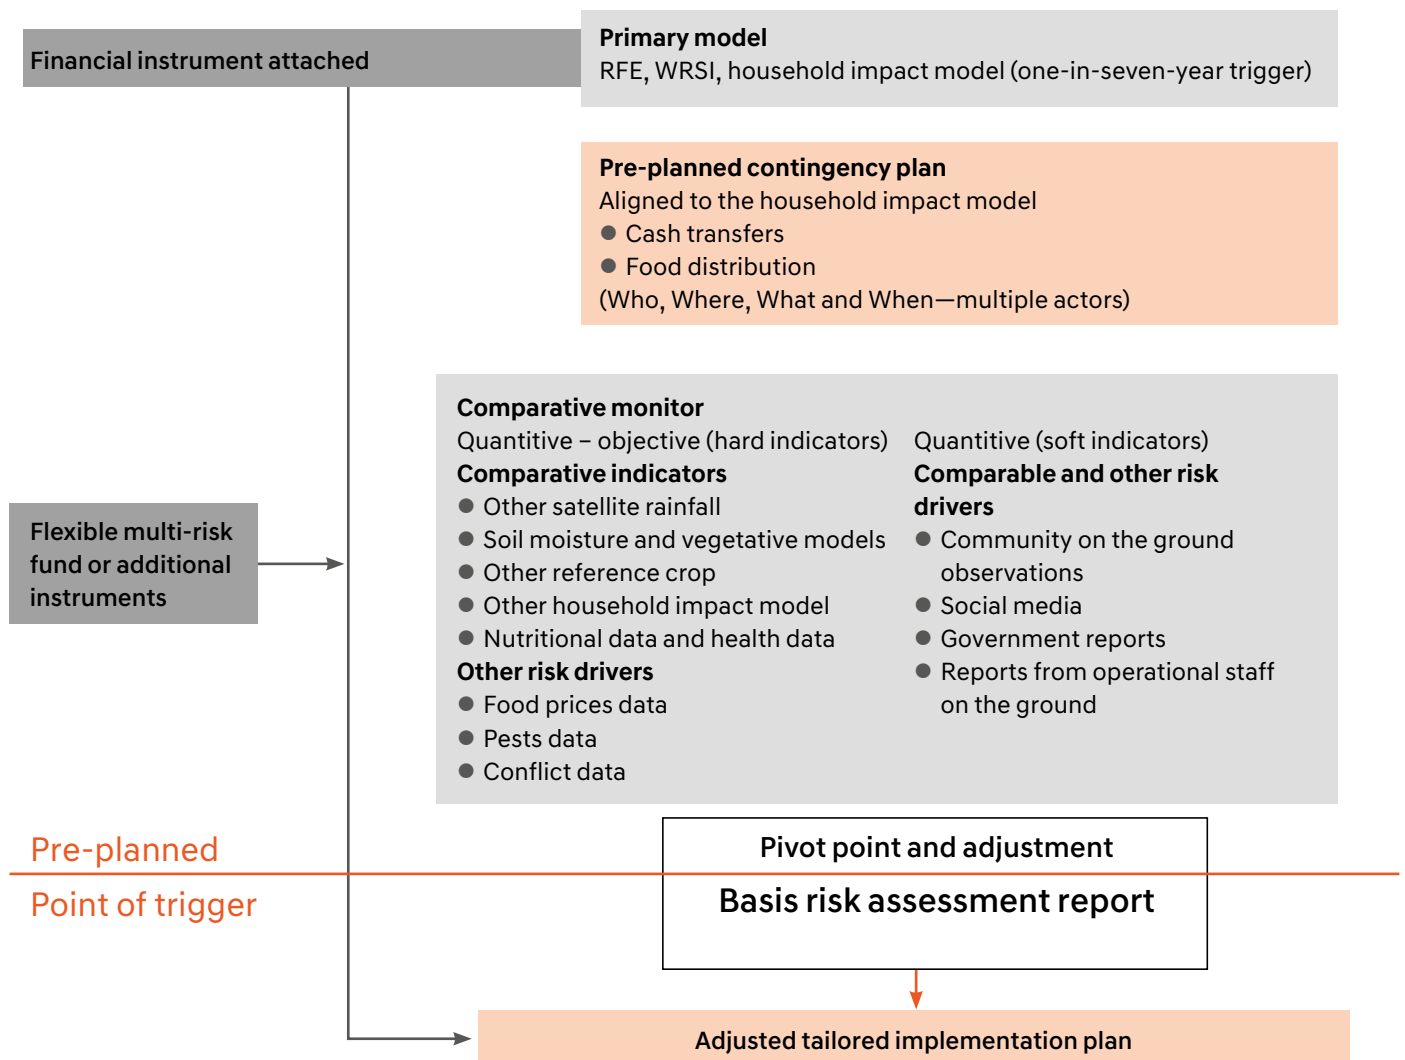 Financial instrument attached
Primary model
RFE, WRSI, household impact model (one-in-seven-year trigger)
Pre-planned contingency plan
Aligned to the household impact model
● Cash transfers
● Food distribution
(Who, Where, What and When—multiple actors)
Comparative monitor
Quantitive – objective (hard indicators)
Comparative indicators
● Other satellite rainfall
● Soil moisture and vegetative models
● Other reference crop
● Other household impact model
● Nutritional data and health data
Other risk drivers
● Food prices data
● Pests data
● Conflict data
Quantitive (soft indicators)
Comparable and other risk
drivers
● Community on the ground
observations
● Social media
● Government reports
● Reports from operational staff
on the ground
Flexible multi-risk
fund or additional
instruments
Pre-planned
Point of trigger
Pivot point and adjustment
Basis risk assessment report
Adjusted tailored implementation plan